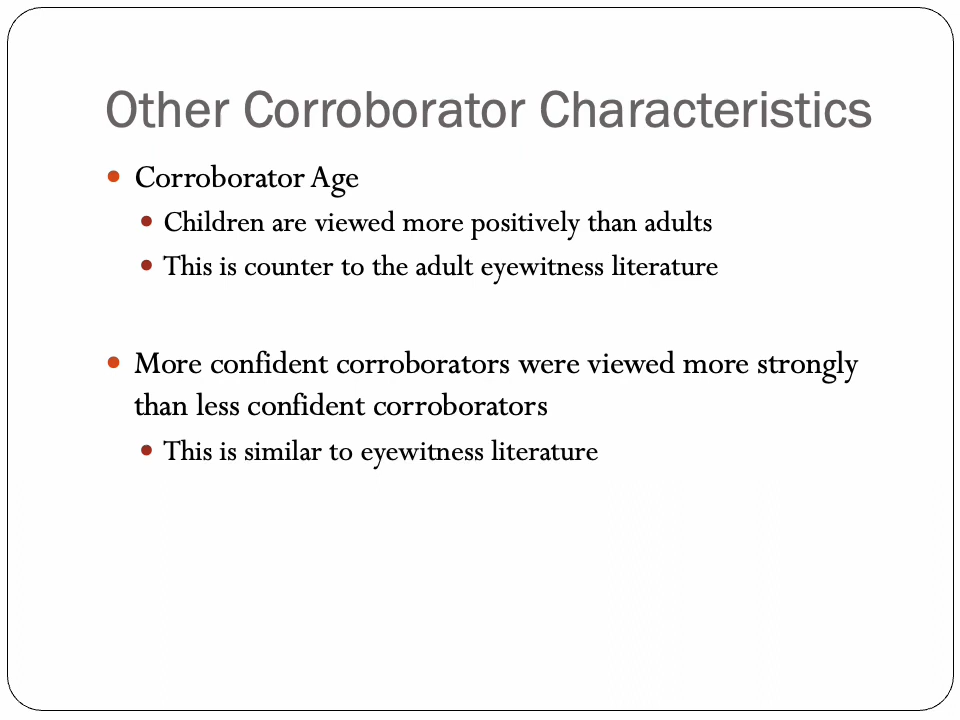 Other Corroborator Characteristics
Corroborator Age
Children are viewed more positively than adults
This is counter to the adult eyewitness literature
More confident corroborators were viewed more strongly
than less confident corroborators
This is similar to eyewitness literature